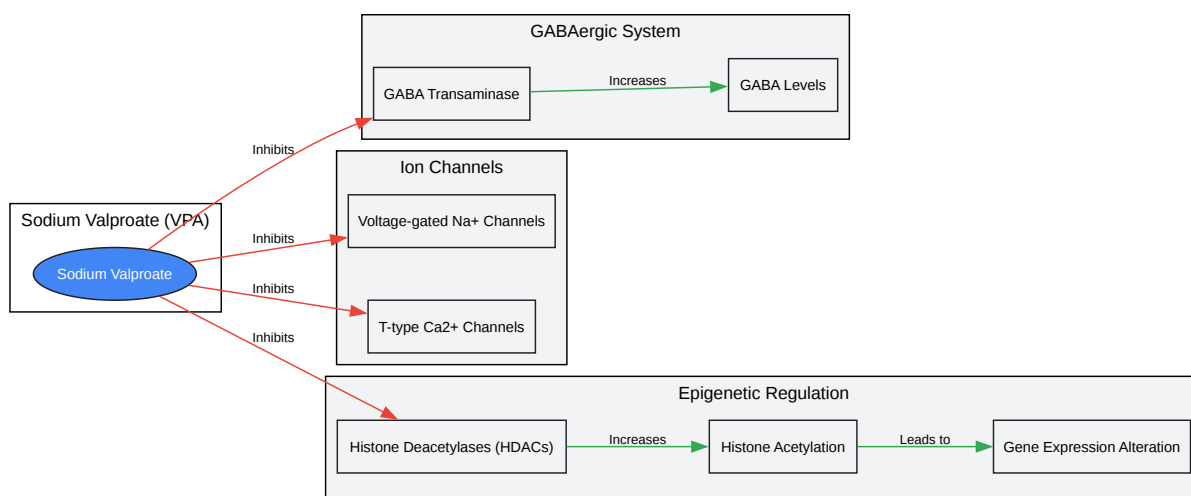 GABAergic System
GABA Transaminase
Increases
GABA Levels
Inhibits
Ion Channels
Voltage-gated Na+ Channels
Sodium Valproate (VPA)
Inhibits
Sodium Valproate
Inhibits
T-type Ca2+ Channels
Inhibits
Epigenetic Regulation
Histone Deacetylases (HDACs)
Increases
Histone Acetylation
Leads to
Gene Expression Alteration